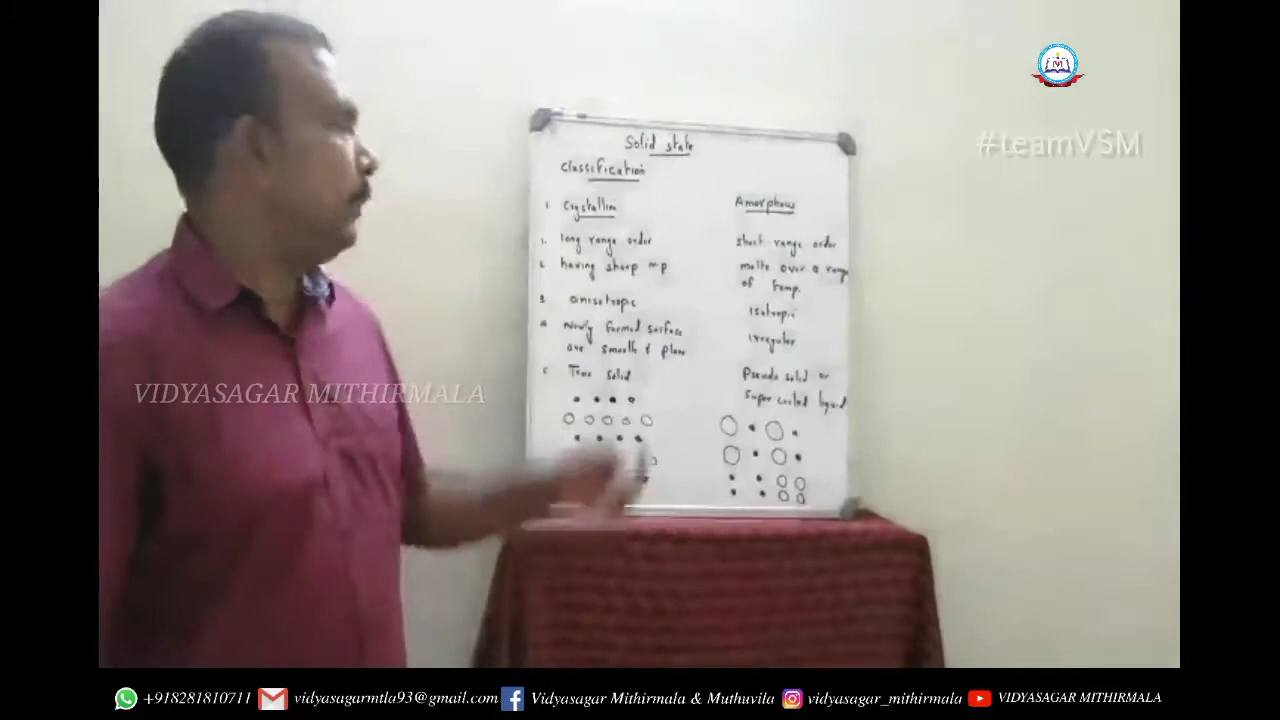 #teamVSM
Solid state
Classification
1 Crystallin
Amorphous
1. long range order
short range order
2. having sharp m.p
melts over a range
of temp.
3. anisotropic
Isotropic
4. Newly formed surface
are smooth & plane
irregular
5 True solid
Pseudo solid or
Super cooled liquid
VIDYASAGAR MITHIRMALA
+918281810711 vidyasagarmtla93@gmail.com Vidyasagar Mithirmala & Muthuvila vidyasagar_mithirmala VIDYASAGAR MITHIRMALA